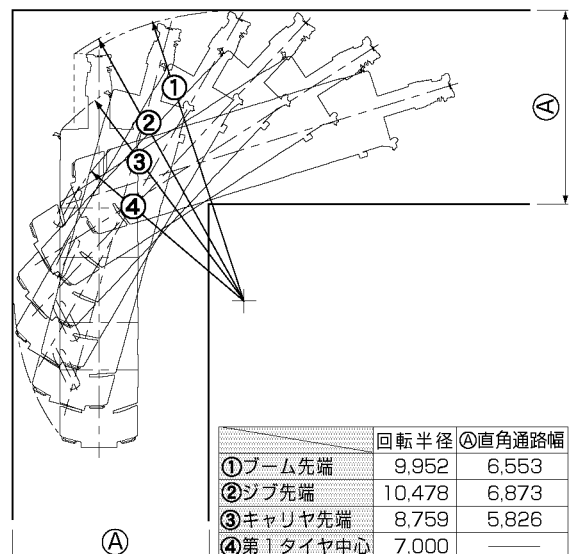 Ⓐ
①
②
③
④
回転半径 Ⓐ直角通路幅
①ブーム先端 9,952 6,553
②ジブ先端 10,478 6,873
③キャリヤ先端 8,759 5,826
④第1タイヤ中心 7,000 ——
Ⓐ